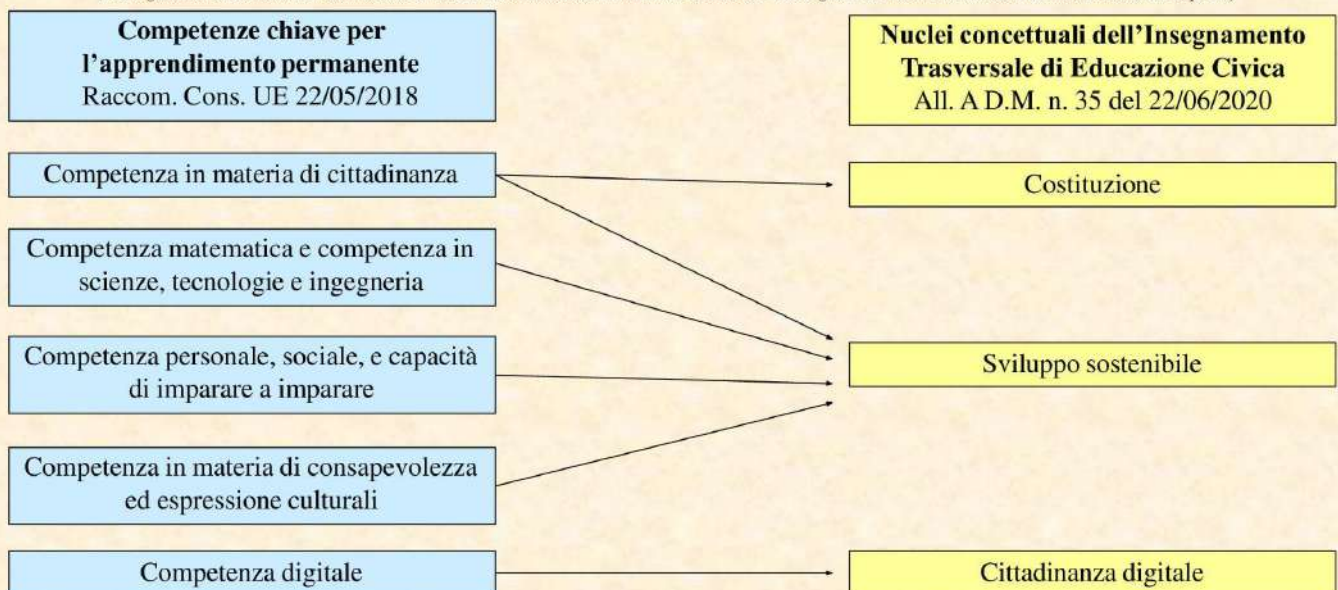 Competenze chiave per
l'apprendimento permanente
Raccom. Cons. UE 22/05/2018
Nuclei concettuali dell'Insegnamento
Trasversale di Educazione Civica
All. A D.M. n. 35 del 22/06/2020
Competenza in materia di cittadinanza
Costituzione
Competenza matematica e competenza in
scienze, tecnologie e ingegneria
Competenza personale, sociale, e capacità
di imparare a imparare
Sviluppo sostenibile
Competenza in materia di consapevolezza
ed espressione culturali
Competenza digitale
Cittadinanza digitale